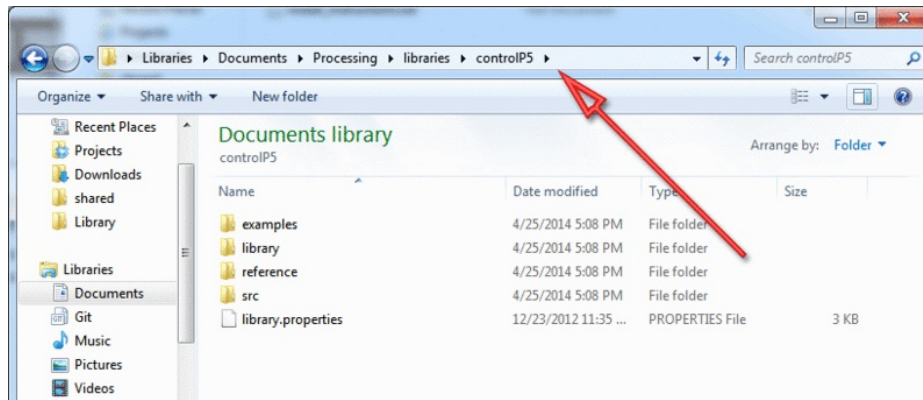 Libraries Documents Processing libraries controlP5
Search controlP5
Organize Share with New folder
Recent Places
Projects
Downloads
shared
Library
Libraries
Documents
Git
Music
Pictures
Videos
Documents library
controlP5
Arrange by: Folder
Name Date modified Type Size
examples 4/25/2014 5:08 PM File folder
library 4/25/2014 5:08 PM File folder
reference 4/25/2014 5:08 PM File folder
src 4/25/2014 5:08 PM File folder
library.properties 12/23/2012 11:35 ... PROPERTIES File 3 KB